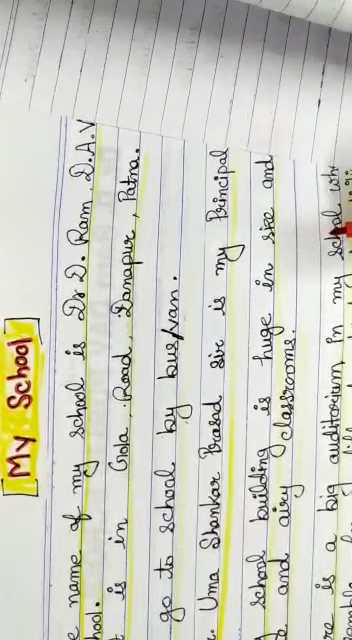 [My School]
name of my school is Dr D. Ram D.A.V
hool.
is in Gola Road, Danapur, Patna.
go to school by bus/van.
Uma Shankar Prasad sir is my Principal
school building is huge in size and
and airy classrooms.
re is a big auditorium, in my school